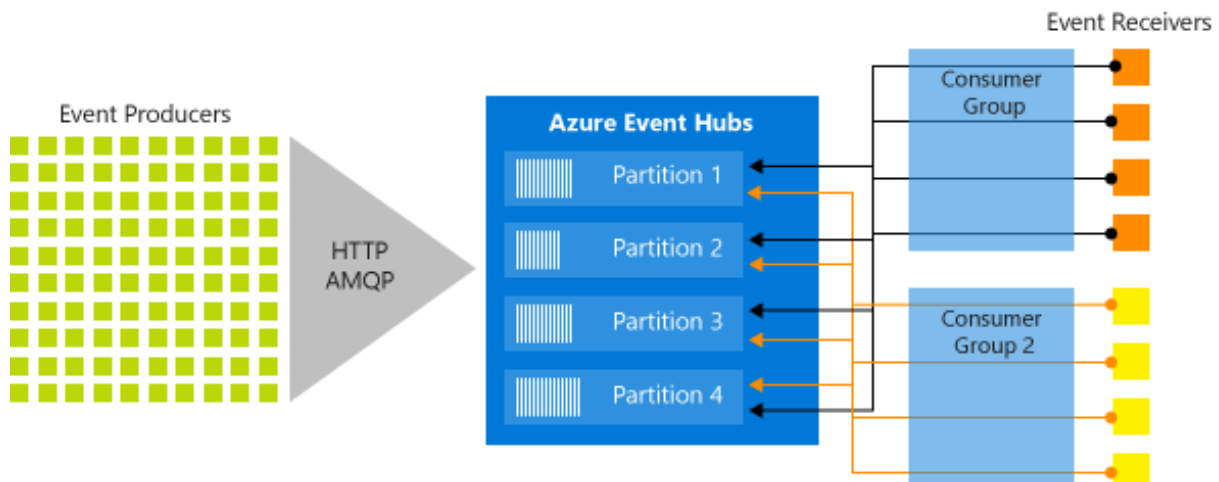 Event Receivers
Event Producers
HTTP
AMQP
Azure Event Hubs
Partition 1
Partition 2
Partition 3
Partition 4
Consumer
Group
Consumer
Group 2